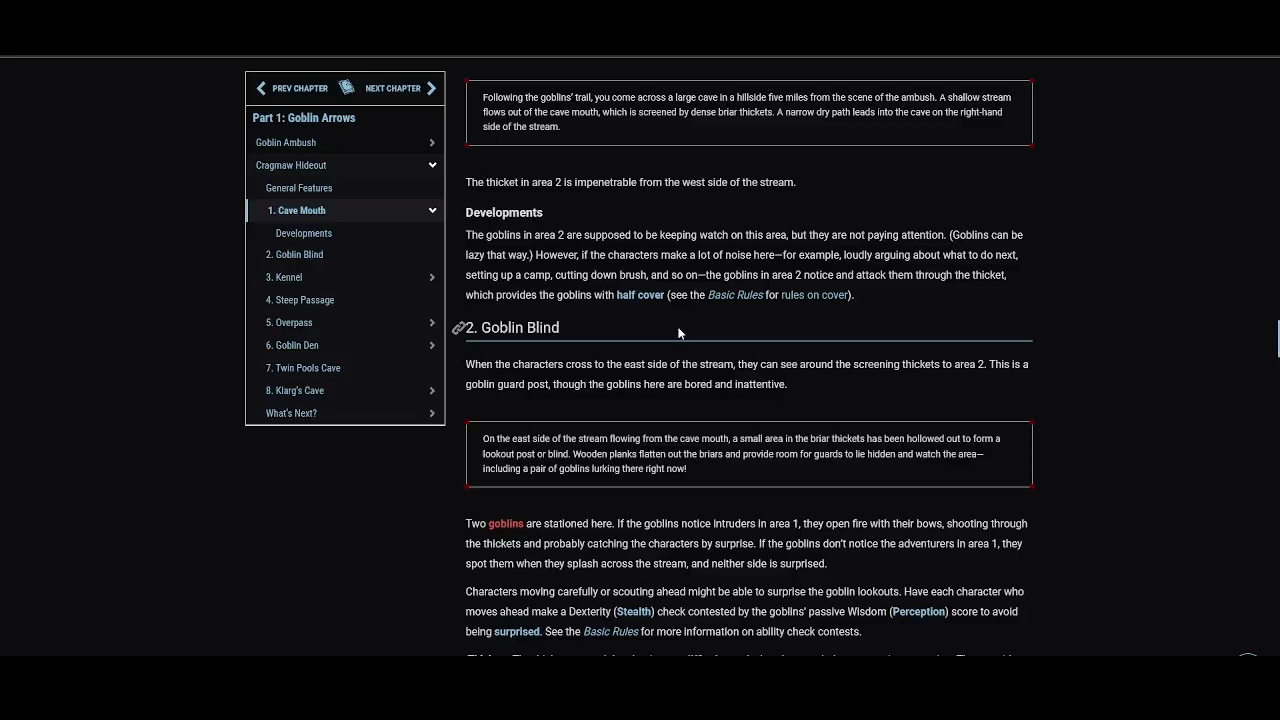 PREV CHAPTER
NEXT CHAPTER
Part 1: Goblin Arrows
Goblin Ambush
Cragmaw Hideout
General Features
1. Cave Mouth
Developments
2. Goblin Blind
3. Kennel
4. Steep Passage
5. Overpass
6. Goblin Den
7. Twin Pools Cave
8. Klarg's Cave
What's Next?
Following the goblins' trail, you come across a large cave in a hillside five miles from the scene of the ambush. A shallow stream
flows out of the cave mouth, which is screened by dense briar thickets. A narrow dry path leads into the cave on the right-hand
side of the stream.
The thicket in area 2 is impenetrable from the west side of the stream.
Developments
The goblins in area 2 are supposed to be keeping watch on this area, but they are not paying attention. (Goblins can be
lazy that way.) However, if the characters make a lot of noise here—for example, loudly arguing about what to do next,
setting up a camp, cutting down brush, and so on—the goblins in area 2 notice and attack them through the thicket,
which provides the goblins with half cover (see the Basic Rules for rules on cover).
2. Goblin Blind
When the characters cross to the east side of the stream, they can see around the screening thickets to area 2. This is a
goblin guard post, though the goblins here are bored and inattentive.
On the east side of the stream flowing from the cave mouth, a small area in the briar thickets has been hollowed out to form a
lookout post or blind. Wooden planks flatten out the briars and provide room for guards to lie hidden and watch the area—
including a pair of goblins lurking there right now!
Two goblins are stationed here. If the goblins notice intruders in area 1, they open fire with their bows, shooting through
the thickets and probably catching the characters by surprise. If the goblins don't notice the adventurers in area 1, they
spot them when they splash across the stream, and neither side is surprised.
Characters moving carefully or scouting ahead might be able to surprise the goblin lookouts. Have each character who
moves ahead make a Dexterity (Stealth) check contested by the goblins' passive Wisdom (Perception) score to avoid
being surprised. See the Basic Rules for more information on ability check contests.